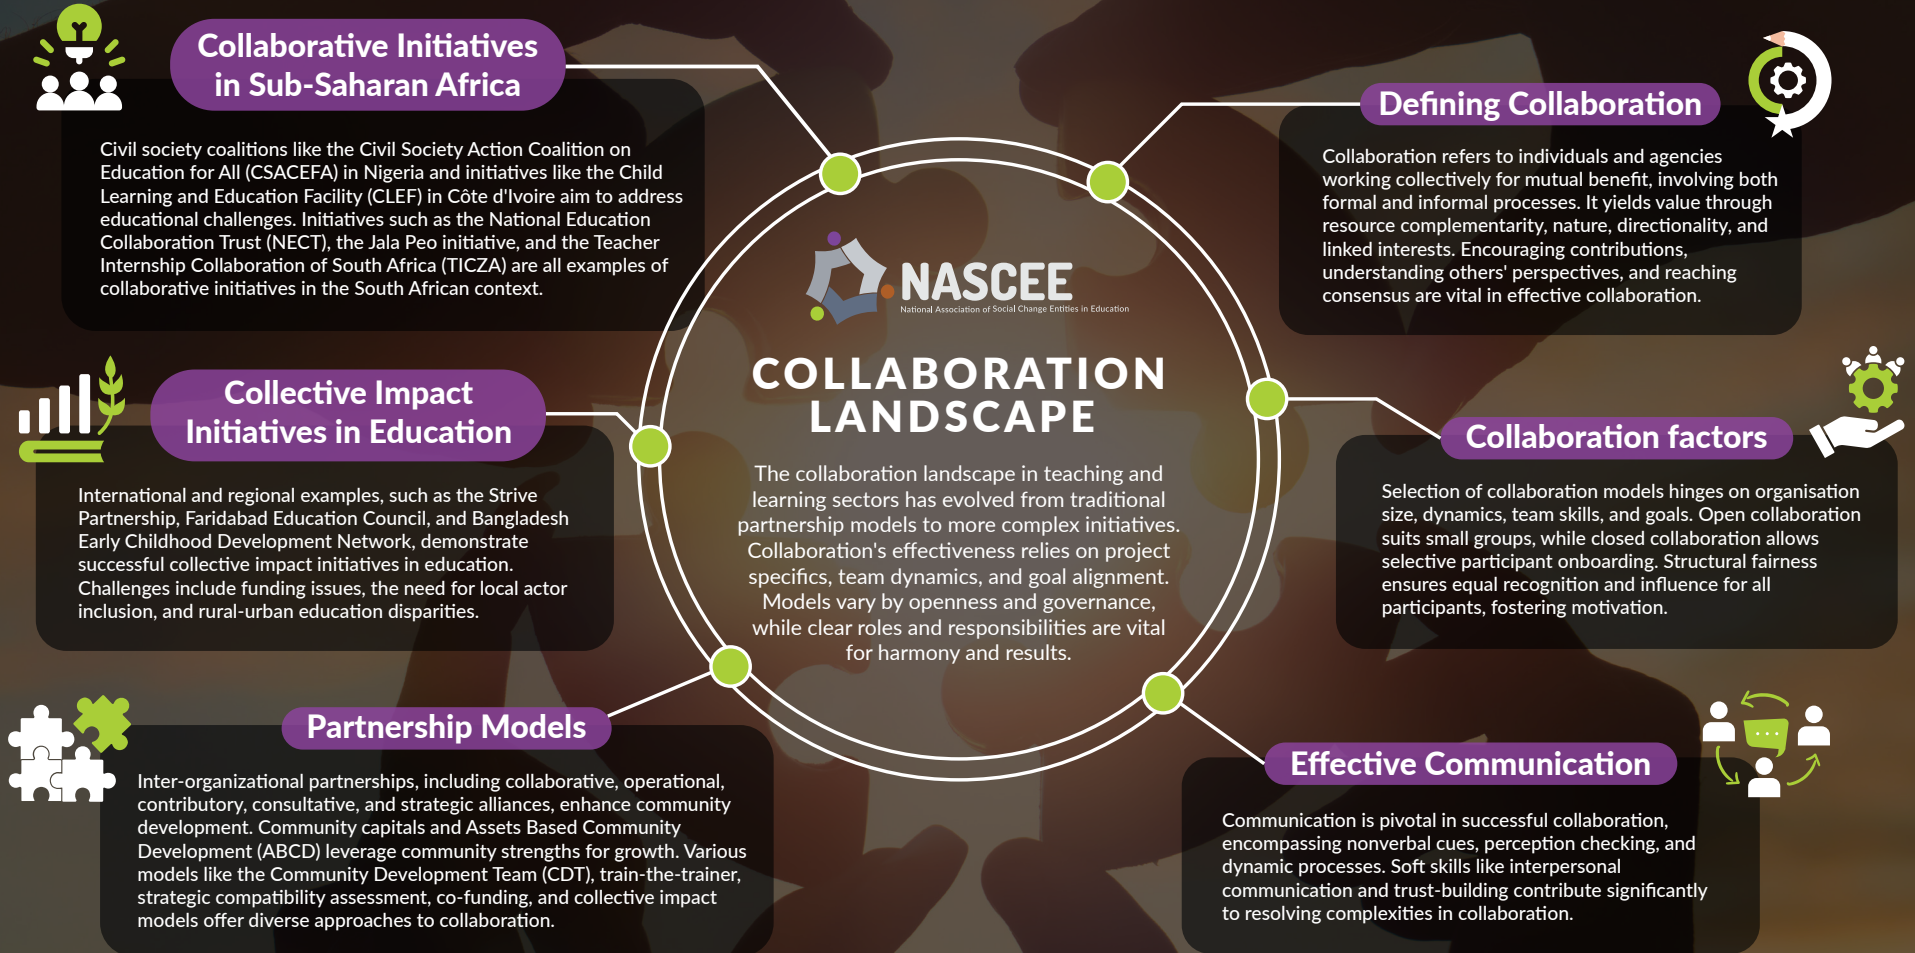 Collaborative Initiatives
in Sub-Saharan Africa
Civil society coalitions like the Civil Society Action Coalition on
Education for All (CSACEFA) in Nigeria and initiatives like the Child
Learning and Education Facility (CLEF) in Côte d'Ivoire aim to address
educational challenges. Initiatives such as the National Education
Collaboration Trust (NECT), the Jala Peo initiative, and the Teacher
Internship Collaboration of South Africa (TICZA) are all examples of
collaborative initiatives in the South African context.
Collective Impact
Initiatives in Education
International and regional examples, such as the Strive
Partnership, Faridabad Education Council, and Bangladesh
Early Childhood Development Network, demonstrate
successful collective impact initiatives in education.
Challenges include funding issues, the need for local actor
inclusion, and rural-urban education disparities.
Partnership Models
Inter-organizational partnerships, including collaborative, operational,
contributory, consultative, and strategic alliances, enhance community
development. Community capitals and Assets Based Community
Development (ABCD) leverage community strengths for growth. Various
models like the Community Development Team (CDT), train-the-trainer,
strategic compatibility assessment, co-funding, and collective impact
models offer diverse approaches to collaboration.
NASCEE
National Association of Social Change Entities in Education
COLLABORATION
LANDSCAPE
The collaboration landscape in teaching and
learning sectors has evolved from traditional
partnership models to more complex initiatives.
Collaboration's effectiveness relies on project
specifics, team dynamics, and goal alignment.
Models vary by openness and governance,
while clear roles and responsibilities are vital
for harmony and results.
Defining Collaboration
Collaboration refers to individuals and agencies
working collectively for mutual benefit, involving both
formal and informal processes. It yields value through
resource complementarity, nature, directionality, and
linked interests. Encouraging contributions,
understanding others' perspectives, and reaching
consensus are vital in effective collaboration.
Collaboration factors
Selection of collaboration models hinges on organisation
size, dynamics, team skills, and goals. Open collaboration
suits small groups, while closed collaboration allows
selective participant onboarding. Structural fairness
ensures equal recognition and influence for all
participants, fostering motivation.
Effective Communication
Communication is pivotal in successful collaboration,
encompassing nonverbal cues, perception checking, and
dynamic processes. Soft skills like interpersonal
communication and trust-building contribute significantly
to resolving complexities in collaboration.